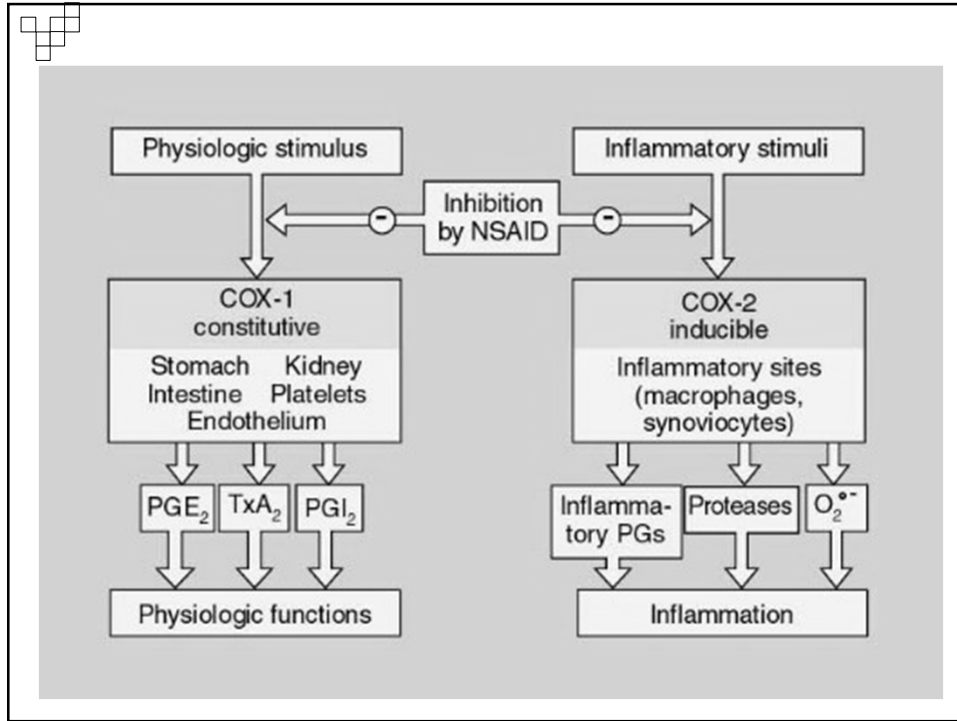 Physiologic stimulus
Inflammatory stimuli
Inhibition
by NSAID
-
-
COX-1
constitutive
Stomach Kidney
Intestine Platelets
Endothelium
COX-2
inducible
Inflammatory sites
(macrophages,
synoviocytes)
PGE₂
TxA₂
PGI₂
Inflamma-
tory PGs
Proteases
O₂•-
Physiologic functions
Inflammation